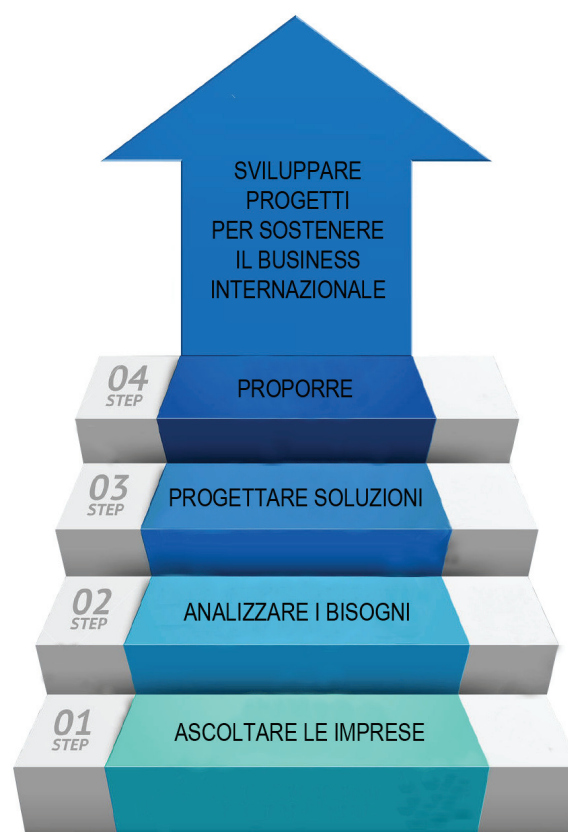 SVILUPPARE
PROGETTI
PER SOSTENERE
IL BUSINESS
INTERNAZIONALE
04
STEP
PROPORRE
03
STEP
PROGETTARE SOLUZIONI
02
STEP
ANALIZZARE I BISOGNI
01
STEP
ASCOLTARE LE IMPRESE